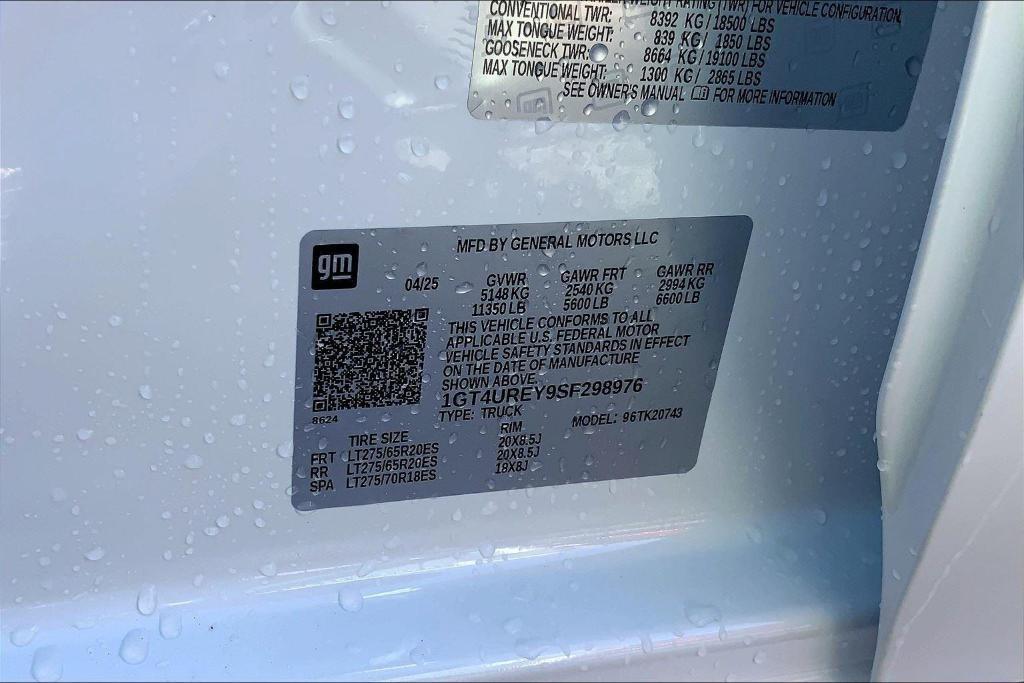 WEIGHT RATING (TWR) FOR VEHICLE CONFIGURATION
CONVENTIONAL TWR: 8392 KG/18500 LBS
MAX TONGUE WEIGHT: 839 KG/ 1850 LBS
GOOSENECK TWR: 8664 KG/19100 LBS
MAX TONGUE WEIGHT: 1300 KG/ 2865 LBS
SEE OWNER'S MANUAL FOR MORE INFORMATION
gm
MFD BY GENERAL MOTORS LLC
04/25 GVWR GAWR FRT GAWR RR
5148 KG 2540 KG 2994 KG
11350 LB 5600 LB 6600 LB
THIS VEHICLE CONFORMS TO ALL
APPLICABLE U.S. FEDERAL MOTOR
VEHICLE SAFETY STANDARDS IN EFFECT
ON THE DATE OF MANUFACTURE
SHOWN ABOVE.
1GT4UREY9SF298976
8624
TYPE: TRUCK MODEL: 96TK20743
TIRE SIZE RIM
FRT LT275/65R20ES 20X8.5J
RR LT275/65R20ES 20X8.5J
SPA LT275/70R18ES 18X8J